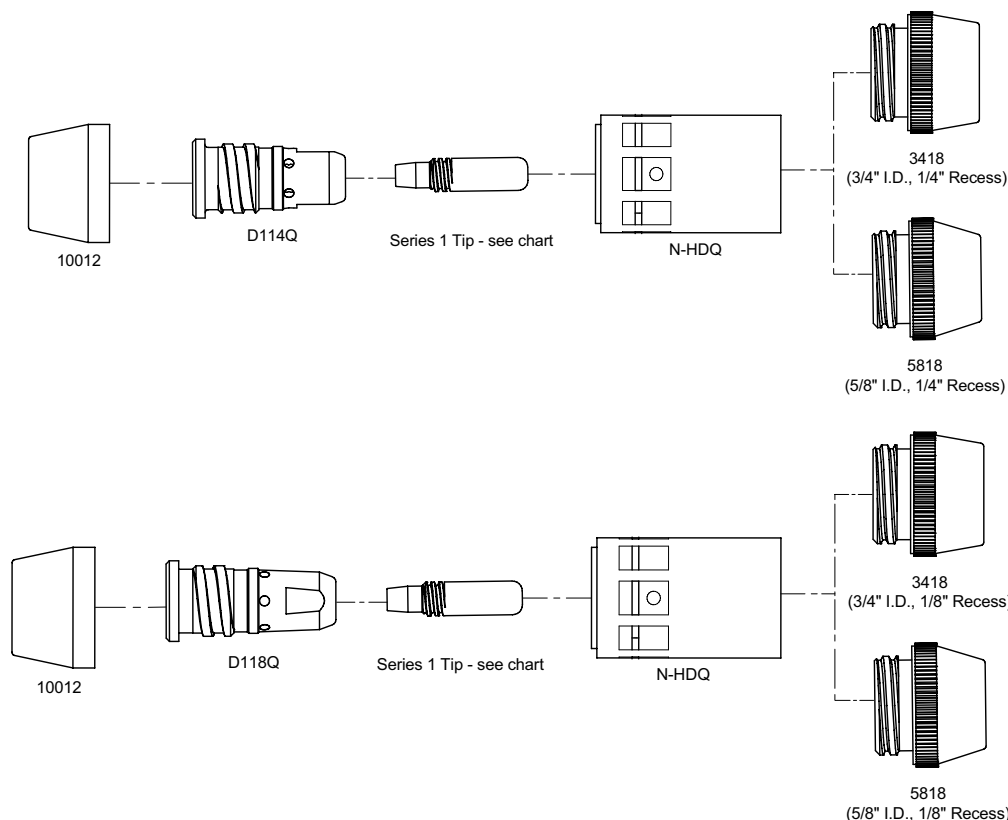 10012
D114Q
Series 1 Tip - see chart
N-HDQ
3418
(3/4" I.D., 1/4" Recess)
5818
(5/8" I.D., 1/4" Recess)
10012
D118Q
Series 1 Tip - see chart
N-HDQ
3418
(3/4" I.D., 1/8" Recess)
5818
(5/8" I.D., 1/8" Recess)